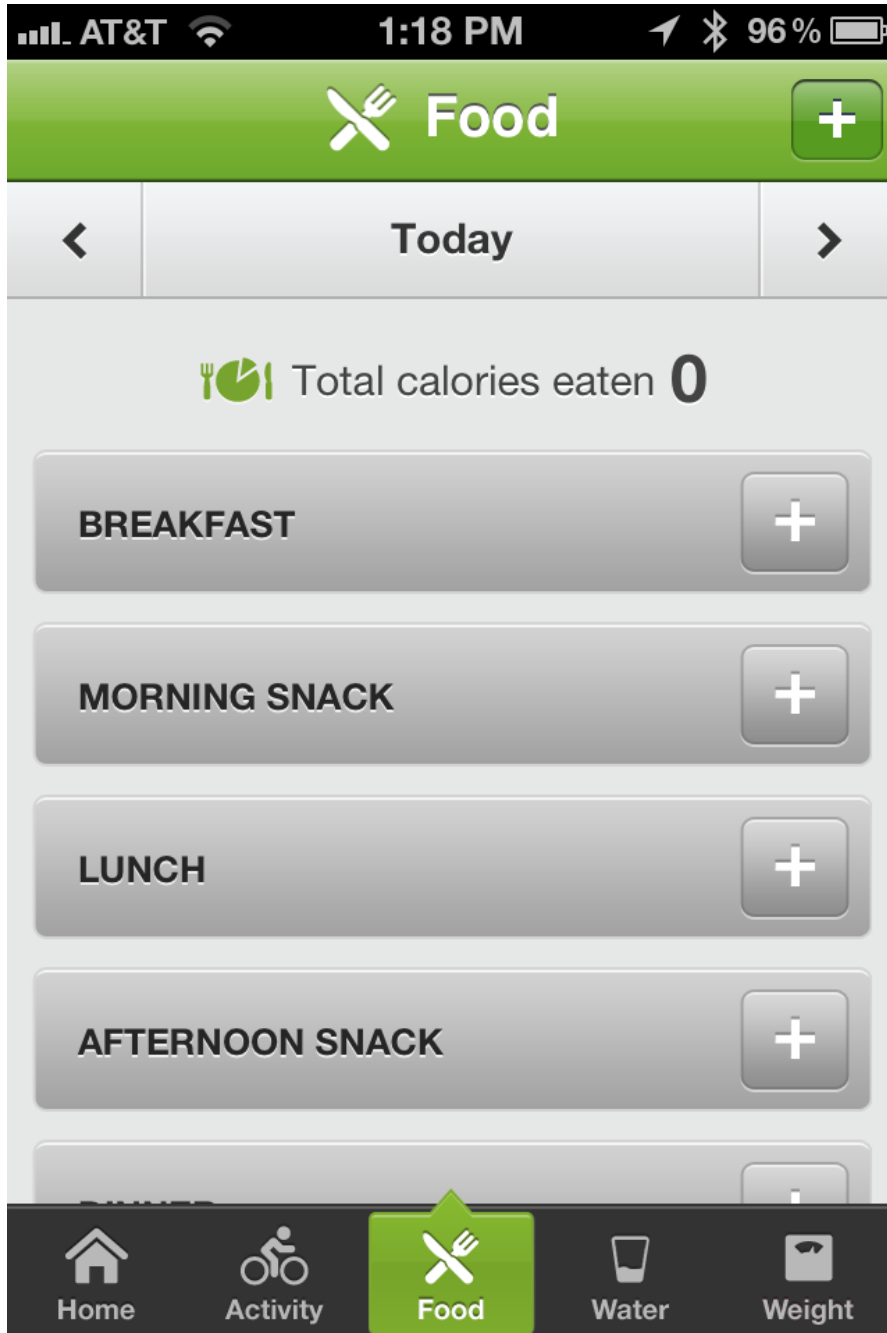 AT&T 1:18 PM 96%
Food
Today
Total calories eaten 0
BREAKFAST
MORNING SNACK
LUNCH
AFTERNOON SNACK
DINNER
Home Activity Food Water Weight